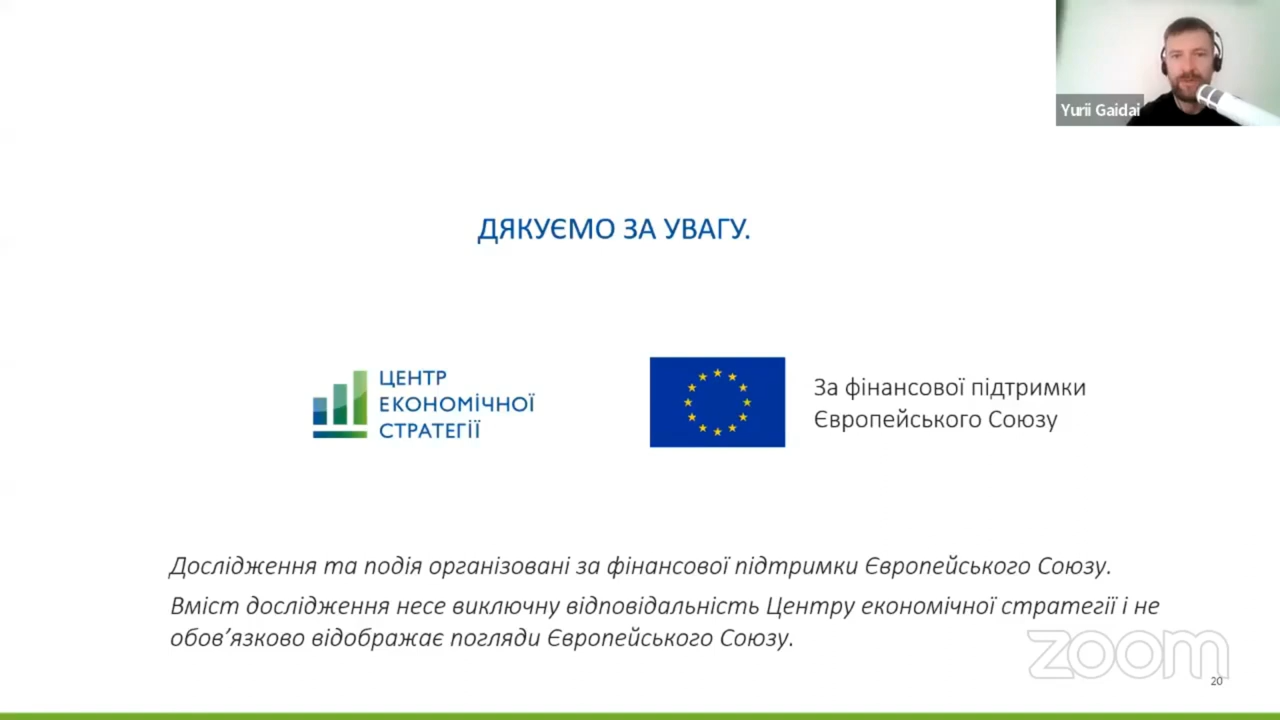 Yurii Gaidai
ДЯКУЄМО ЗА УВАГУ.
ЦЕНТР
ЕКОНОМІЧНОЇ
СТРАТЕГІЇ
За фінансової підтримки
Європейського Союзу
Дослідження та подія організовані за фінансової підтримки Європейського Союзу.
Вміст дослідження несе виключну відповідальність Центру економічної стратегії і не
обов’язково відображає погляди Європейського Союзу.
zoom
20